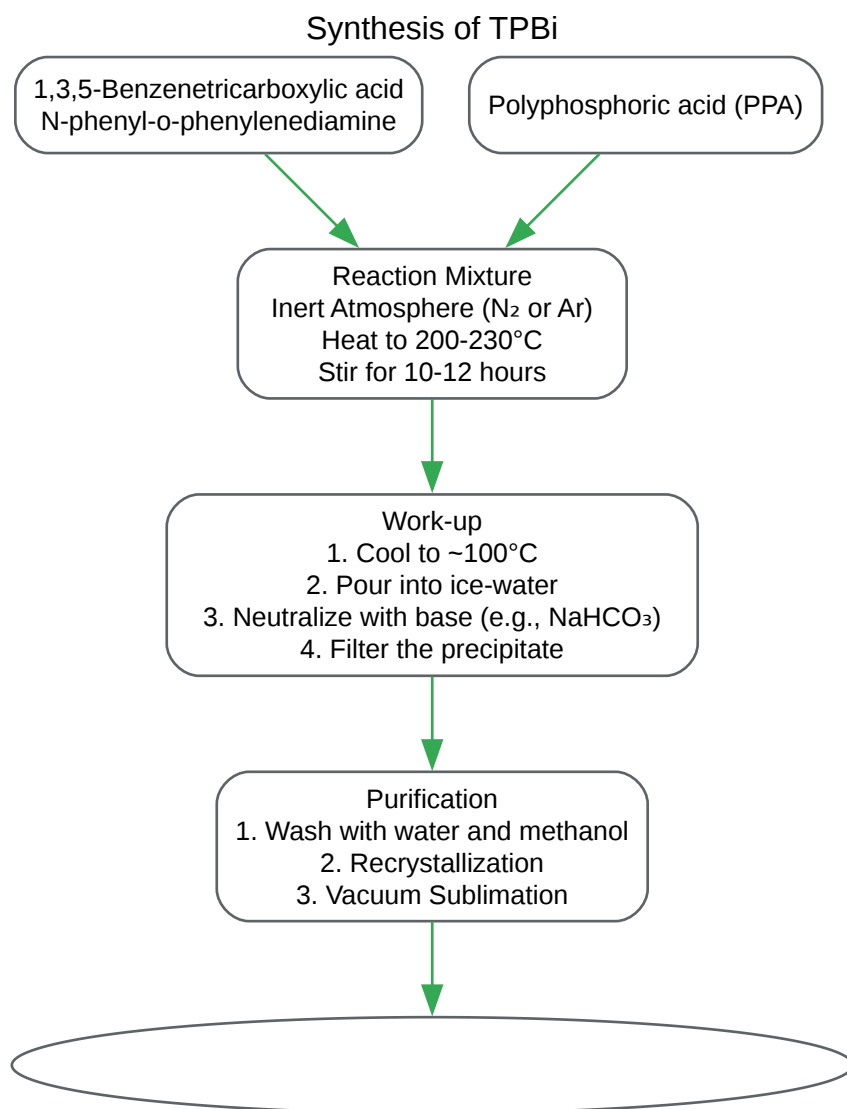 Synthesis of TPBi
1,3,5-Benzenetricarboxylic acid
N-phenyl-o-phenylenediamine
Polyphosphoric acid (PPA)
Reaction Mixture
Inert Atmosphere (N₂ or Ar)
Heat to 200-230°C
Stir for 10-12 hours
Work-up
1. Cool to ~100°C
2. Pour into ice-water
3. Neutralize with base (e.g., NaHCO₃)
4. Filter the precipitate
Purification
1. Wash with water and methanol
2. Recrystallization
3. Vacuum Sublimation